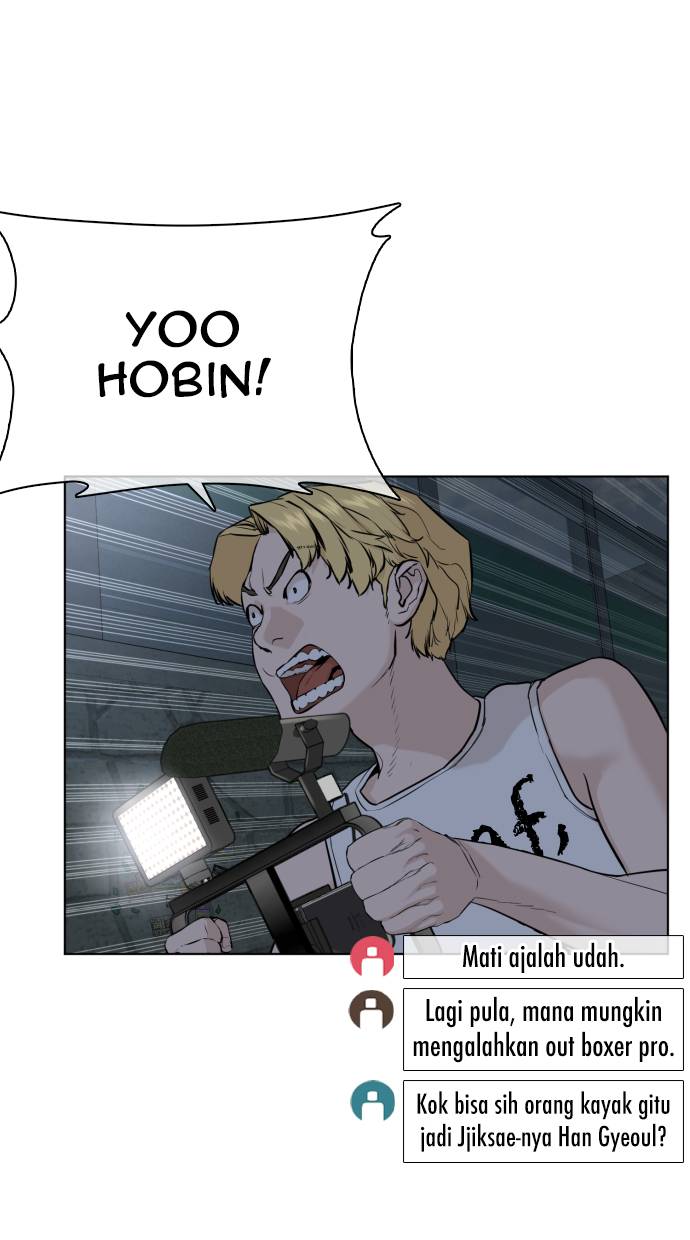 YOO
HOBIN!
Mati ajalah udah.
Lagi pula, mana mungkin
mengalahkan out boxer pro.
Kok bisa sih orang kayak gitu
jadi Jjiksae-nya Han Gyeoul?